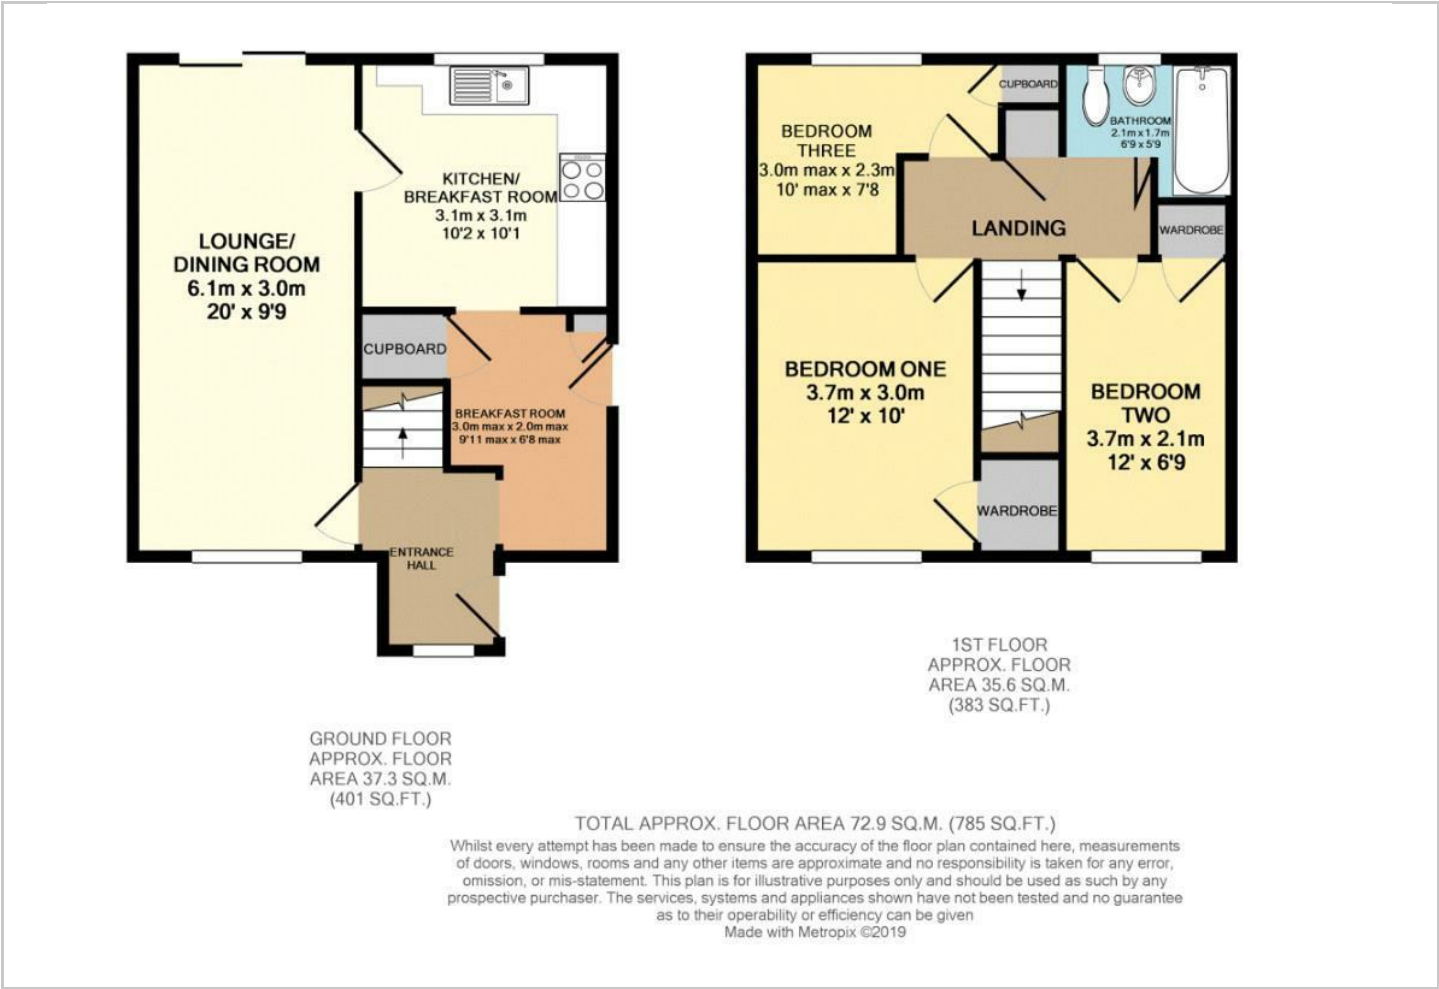 LOUNGE/
DINING ROOM
6.1m x 3.0m
20' x 9'9
KITCHEN/
BREAKFAST ROOM
3.1m x 3.1m
10'2 x 10'1
CUPBOARD
BREAKFAST ROOM
3.0m max x 2.0m max
9'11 max x 6'8 max
ENTRANCE
HALL
BEDROOM
THREE
3.0m max x 2.3m
10' max x 7'8
CUPBOARD
BATHROOM
2.1m x 1.7m
6'9 x 5'9
LANDING
WARDROBE
BEDROOM ONE
3.7m x 3.0m
12' x 10'
BEDROOM
TWO
3.7m x 2.1m
12' x 6'9
WARDROBE
1ST FLOOR
APPROX. FLOOR
AREA 35.6 SQ.M.
(383 SQ.FT.)
GROUND FLOOR
APPROX. FLOOR
AREA 37.3 SQ.M.
(401 SQ.FT.)
TOTAL APPROX. FLOOR AREA 72.9 SQ.M. (785 SQ.FT.)
Whilst every attempt has been made to ensure the accuracy of the floor plan contained here, measurements
of doors, windows, rooms and any other items are approximate and no responsibility is taken for any error,
omission, or mis-statement. This plan is for illustrative purposes only and should be used as such by any
prospective purchaser. The services, systems and appliances shown have not been tested and no guarantee
as to their operability or efficiency can be given
Made with Metropix ©2019